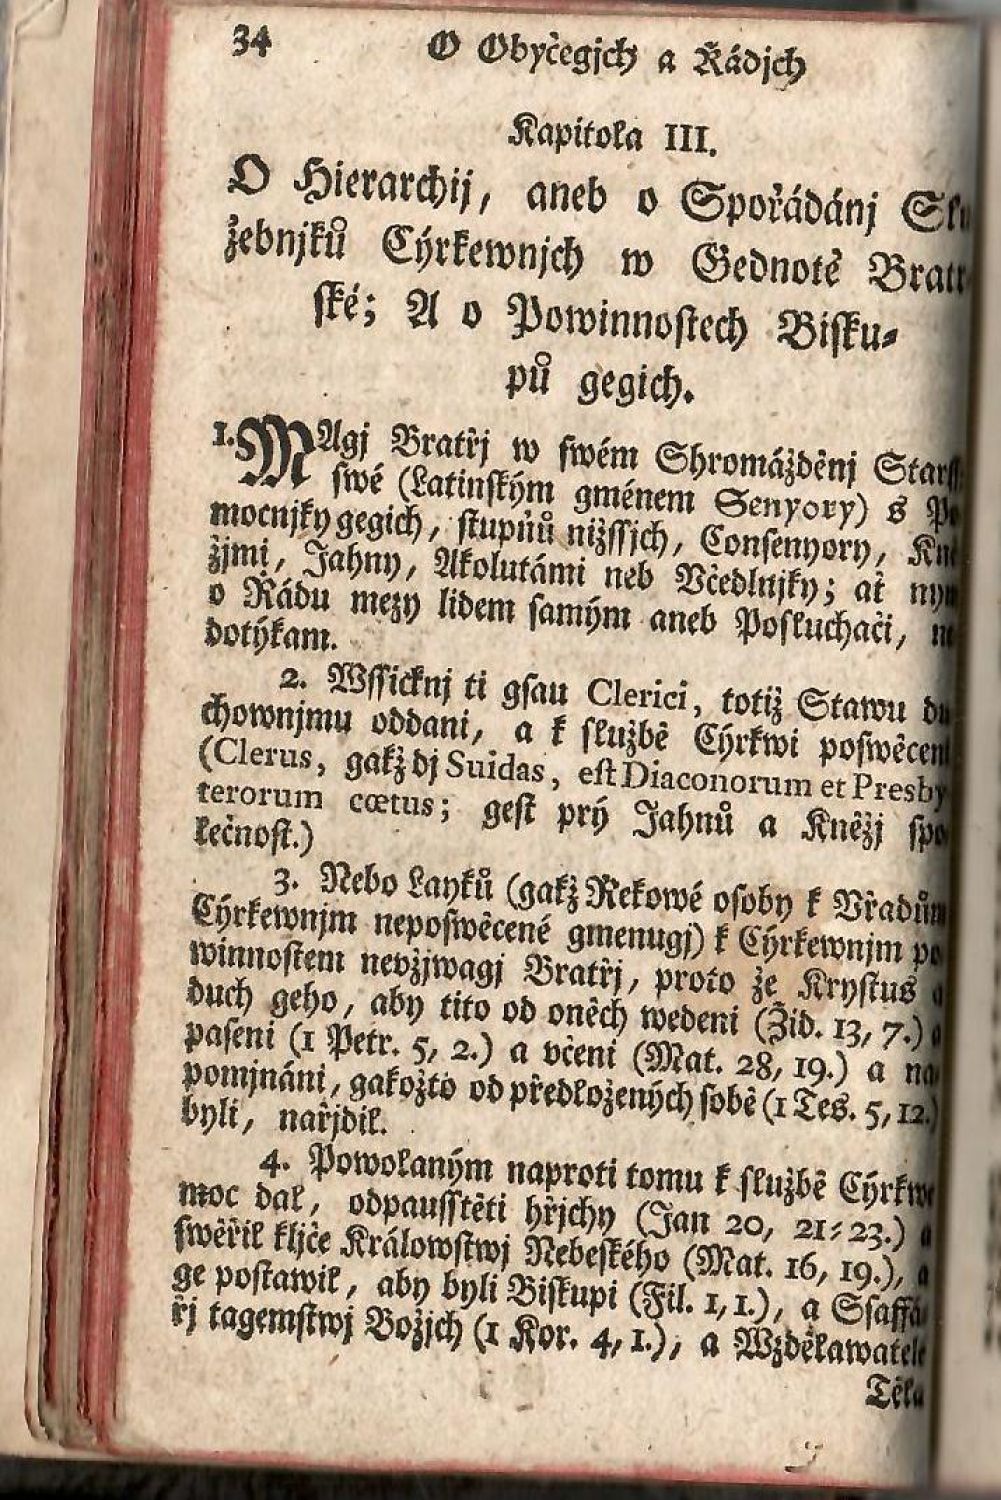 34 O Obyčegjch a Řádjch
Kapitola III.
O Hierarchij, aneb o Spořádánj Slu
žebnjků Cýrkewnjch w Gednotě Bratr
ské; A o Powinnostech Bisku⸗
pů gegich.
1. MAgj Bratřj w swém Shromážděnj Starss
swé (Latinským gménem Senyory) s Po
mocnjky gegich, stupňů nižssjch, Consenyory, Kně
žjmi, Jahny, Akolutámi neb Včedlnjky; ať nyn
o Řádu mezy lidem samým aneb Posluchači, ne
dotýkam.
2. Wssicknj ti gsau Clerici, totiž Stawu du
chownjmu oddani, a k službě Cýrkwi poswěceni
(Clerus, gakž dj Suidas, est Diaconorum et Presby
terorum cœtus; gest prý Jahnů a Kněžj spo
lečnost.)
3. Nebo Layků (gakž Řekowé osoby k Vřadům
Cýrkewnjm neposwěcené gmenugj) k Cýrkewnjm po
winnostem nevžjwagj Bratřj, proto že Krystus a
duch geho, aby tito od oněch wedeni (Žid. 13, 7.) a
paseni (1 Petr. 5, 2.) a včeni (Mat. 28, 19.) a na⸗
pomjnáni, gakožto od předložených sobě (1 Tes. 5, 12.)
byli, nařjdil.
4. Powolaným naproti tomu k službě Cýrkwe
moc dal, odpausstěti hřjchy (Jan 20, 21⸗23.) a
swěřil kljče Králowstwj Nebeského (Mat. 16, 19.), a
ge postawil, aby byli Biskupi (Fil. 1, 1.), a Ssaffá⸗
řj tagemstwj Božjch (1 Kor. 4, 1.), a Wzdělawatele
Těla